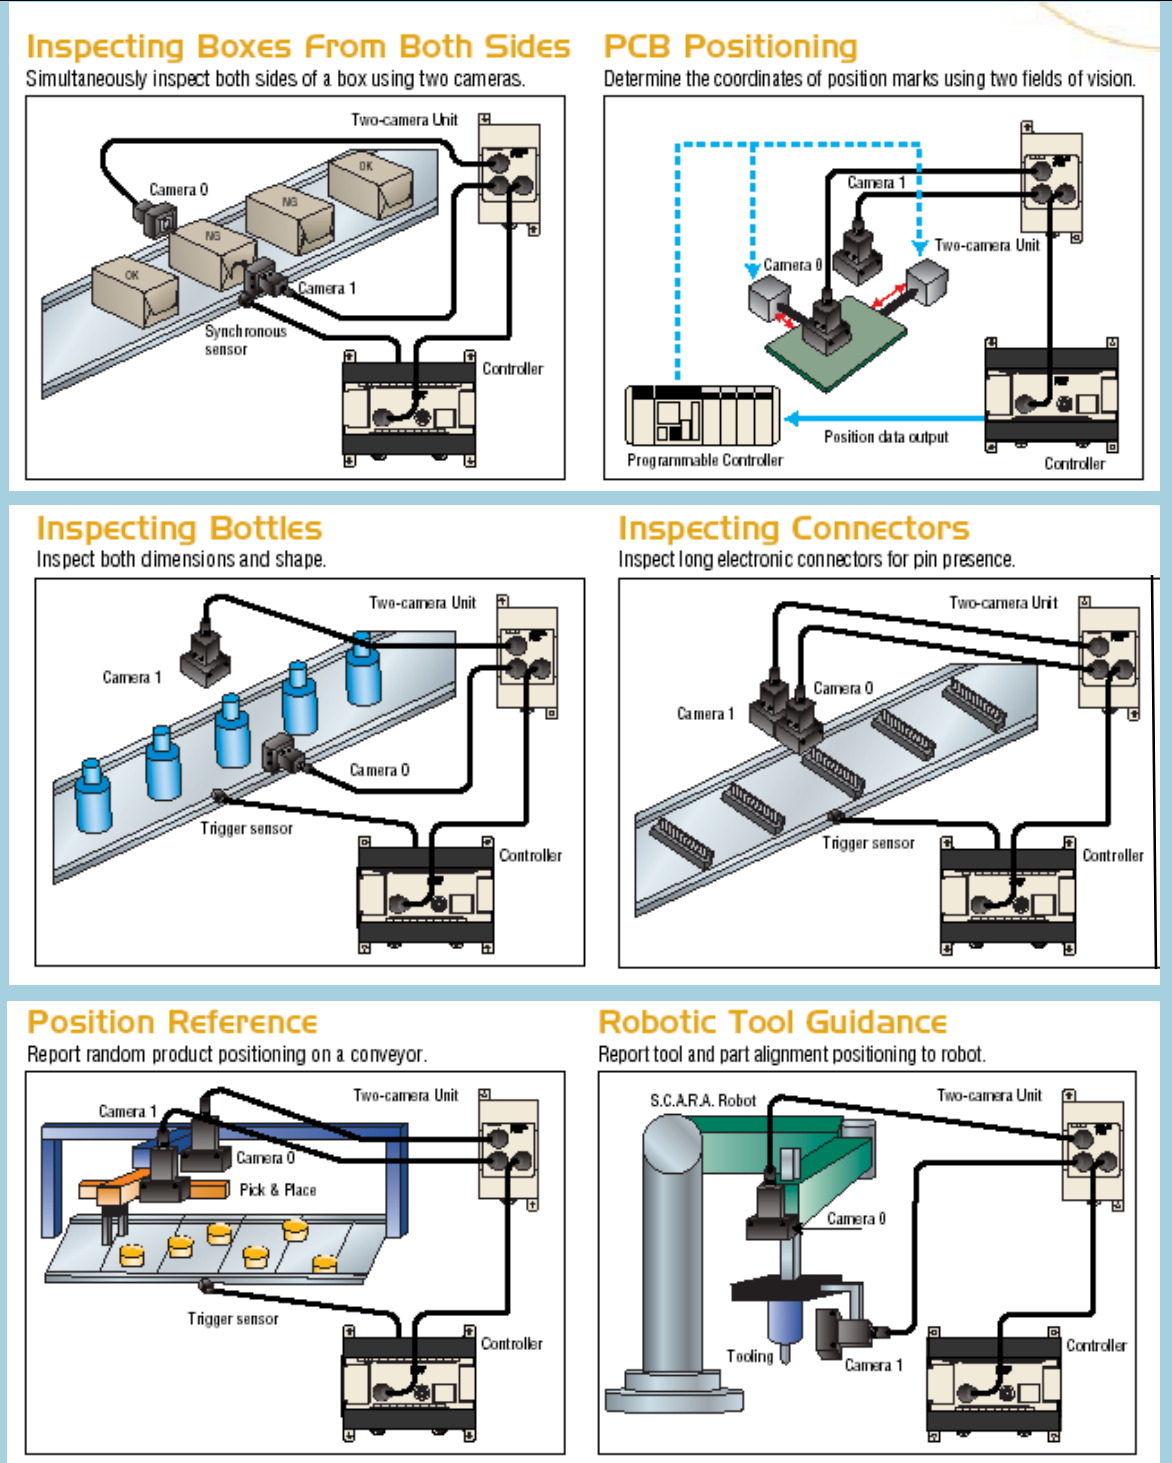 Inspecting Boxes From Both Sides
Simultaneously inspect both sides of a box using two cameras.
Two-camera Unit
Camera 0
OK
NG
NG
OK
Camera 1
Synchronous
sensor
Controller
PCB Positioning
Determine the coordinates of position marks using two fields of vision.
Camera 1
Two-camera Unit
Camera 0
Position data output
Programmable Controller
Controller
Inspecting Bottles
Inspect both dimensions and shape.
Two-camera Unit
Camera 1
Camera 0
Trigger sensor
Controller
Inspecting Connectors
Inspect long electronic connectors for pin presence.
Two-camera Unit
Camera 0
Camera 1
Trigger sensor
Controller
Position Reference
Report random product positioning on a conveyor.
Two-camera Unit
Camera 1
Camera 0
Pick & Place
Trigger sensor
Controller
Robotic Tool Guidance
Report tool and part alignment positioning to robot.
S.C.A.R.A. Robot
Two-camera Unit
Camera 0
Tooling
Camera 1
Controller